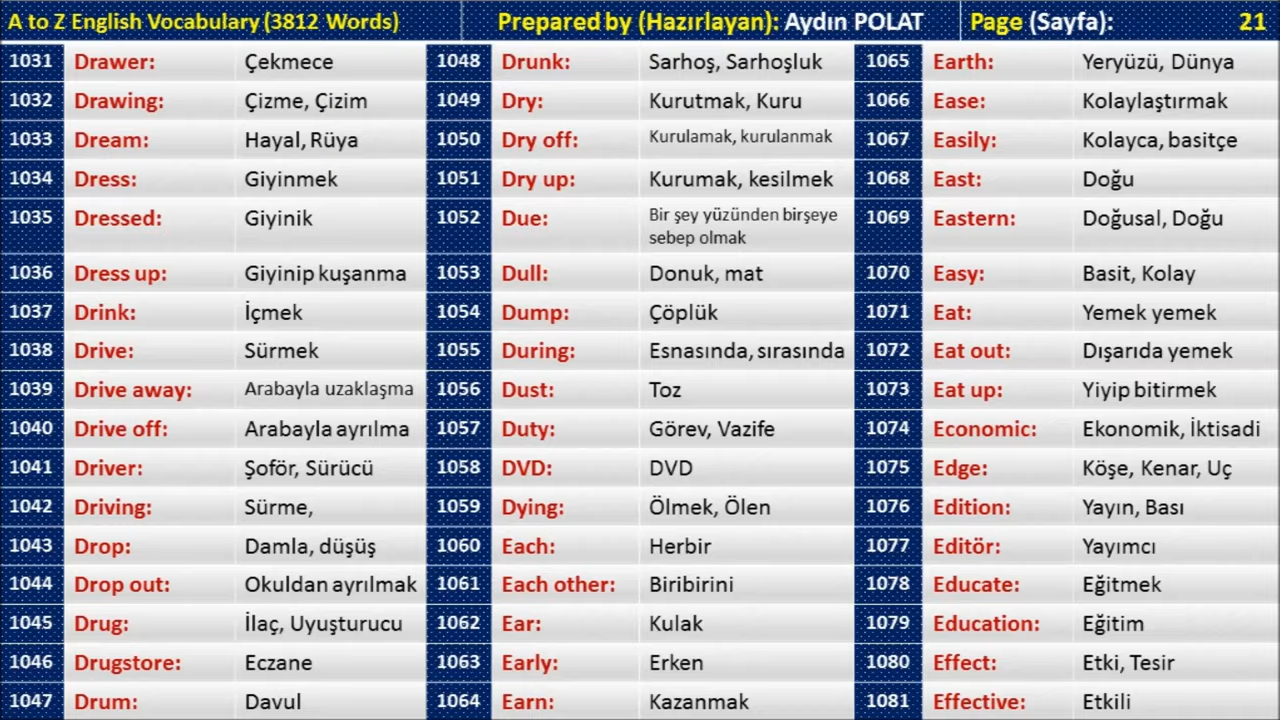 A to Z English Vocabulary (3812 Words) Prepared by (Hazırlayan): Aydın POLAT Page (Sayfa): 21
1031 Drawer: Çekmece
1032 Drawing: Çizme, Çizim
1033 Dream: Hayal, Rüya
1034 Dress: Giyinmek
1035 Dressed: Giyinik
1036 Dress up: Giyinip kuşanma
1037 Drink: İçmek
1038 Drive: Sürmek
1039 Drive away: Arabayla uzaklaşma
1040 Drive off: Arabayla ayrılma
1041 Driver: Şoför, Sürücü
1042 Driving: Sürme,
1043 Drop: Damla, düşüş
1044 Drop out: Okuldan ayrılmak
1045 Drug: İlaç, Uyuşturucu
1046 Drugstore: Eczane
1047 Drum: Davul
1048 Drunk: Sarhoş, Sarhoşluk
1049 Dry: Kurutmak, Kuru
1050 Dry off: Kurulamak, kurulanmak
1051 Dry up: Kurumak, kesilmek
1052 Due: Bir şey yüzünden birşeye
sebep olmak
1053 Dull: Donuk, mat
1054 Dump: Çöplük
1055 During: Esnasında, sırasında
1056 Dust: Toz
1057 Duty: Görev, Vazife
1058 DVD: DVD
1059 Dying: Ölmek, Ölen
1060 Each: Herbir
1061 Each other: Biribirini
1062 Ear: Kulak
1063 Early: Erken
1064 Earn: Kazanmak
1065 Earth: Yeryüzü, Dünya
1066 Ease: Kolaylaştırmak
1067 Easily: Kolayca, basitçe
1068 East: Doğu
1069 Eastern: Doğusal, Doğu
1070 Easy: Basit, Kolay
1071 Eat: Yemek yemek
1072 Eat out: Dışarıda yemek
1073 Eat up: Yiyip bitirmek
1074 Economic: Ekonomik, İktisadi
1075 Edge: Köşe, Kenar, Uç
1076 Edition: Yayın, Bası
1077 Editör: Yayımcı
1078 Educate: Eğitmek
1079 Education: Eğitim
1080 Effect: Etki, Tesir
1081 Effective: Etkili